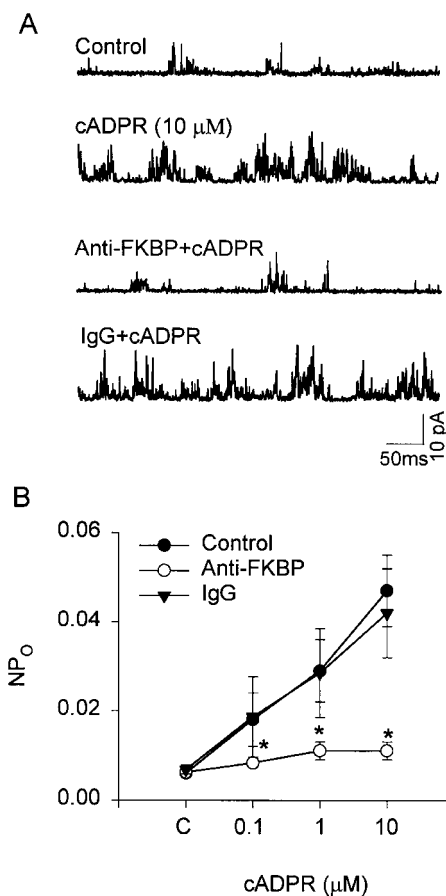 A
Control
cADPR (10 μM)
Anti-FKBP+cADPR
IgG+cADPR
10 pA
50ms
B
0.06
Control
Anti-FKBP
IgG
0.04
NPO
0.02
*
*
*
0.00
C
0.1
1
10
cADPR (μM)